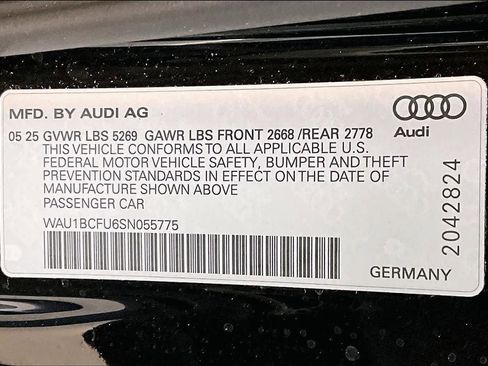 MFD. BY AUDI AG
05 25 GVWR LBS 5269 GAWR LBS FRONT 2668 /REAR 2778
THIS VEHICLE CONFORMS TO ALL APPLICABLE U.S.
FEDERAL MOTOR VEHICLE SAFETY, BUMPER AND THEFT
PREVENTION STANDARDS IN EFFECT ON THE DATE OF
MANUFACTURE SHOWN ABOVE
PASSENGER CAR
WAU1BCFU6SN055775
Audi
2042824
GERMANY